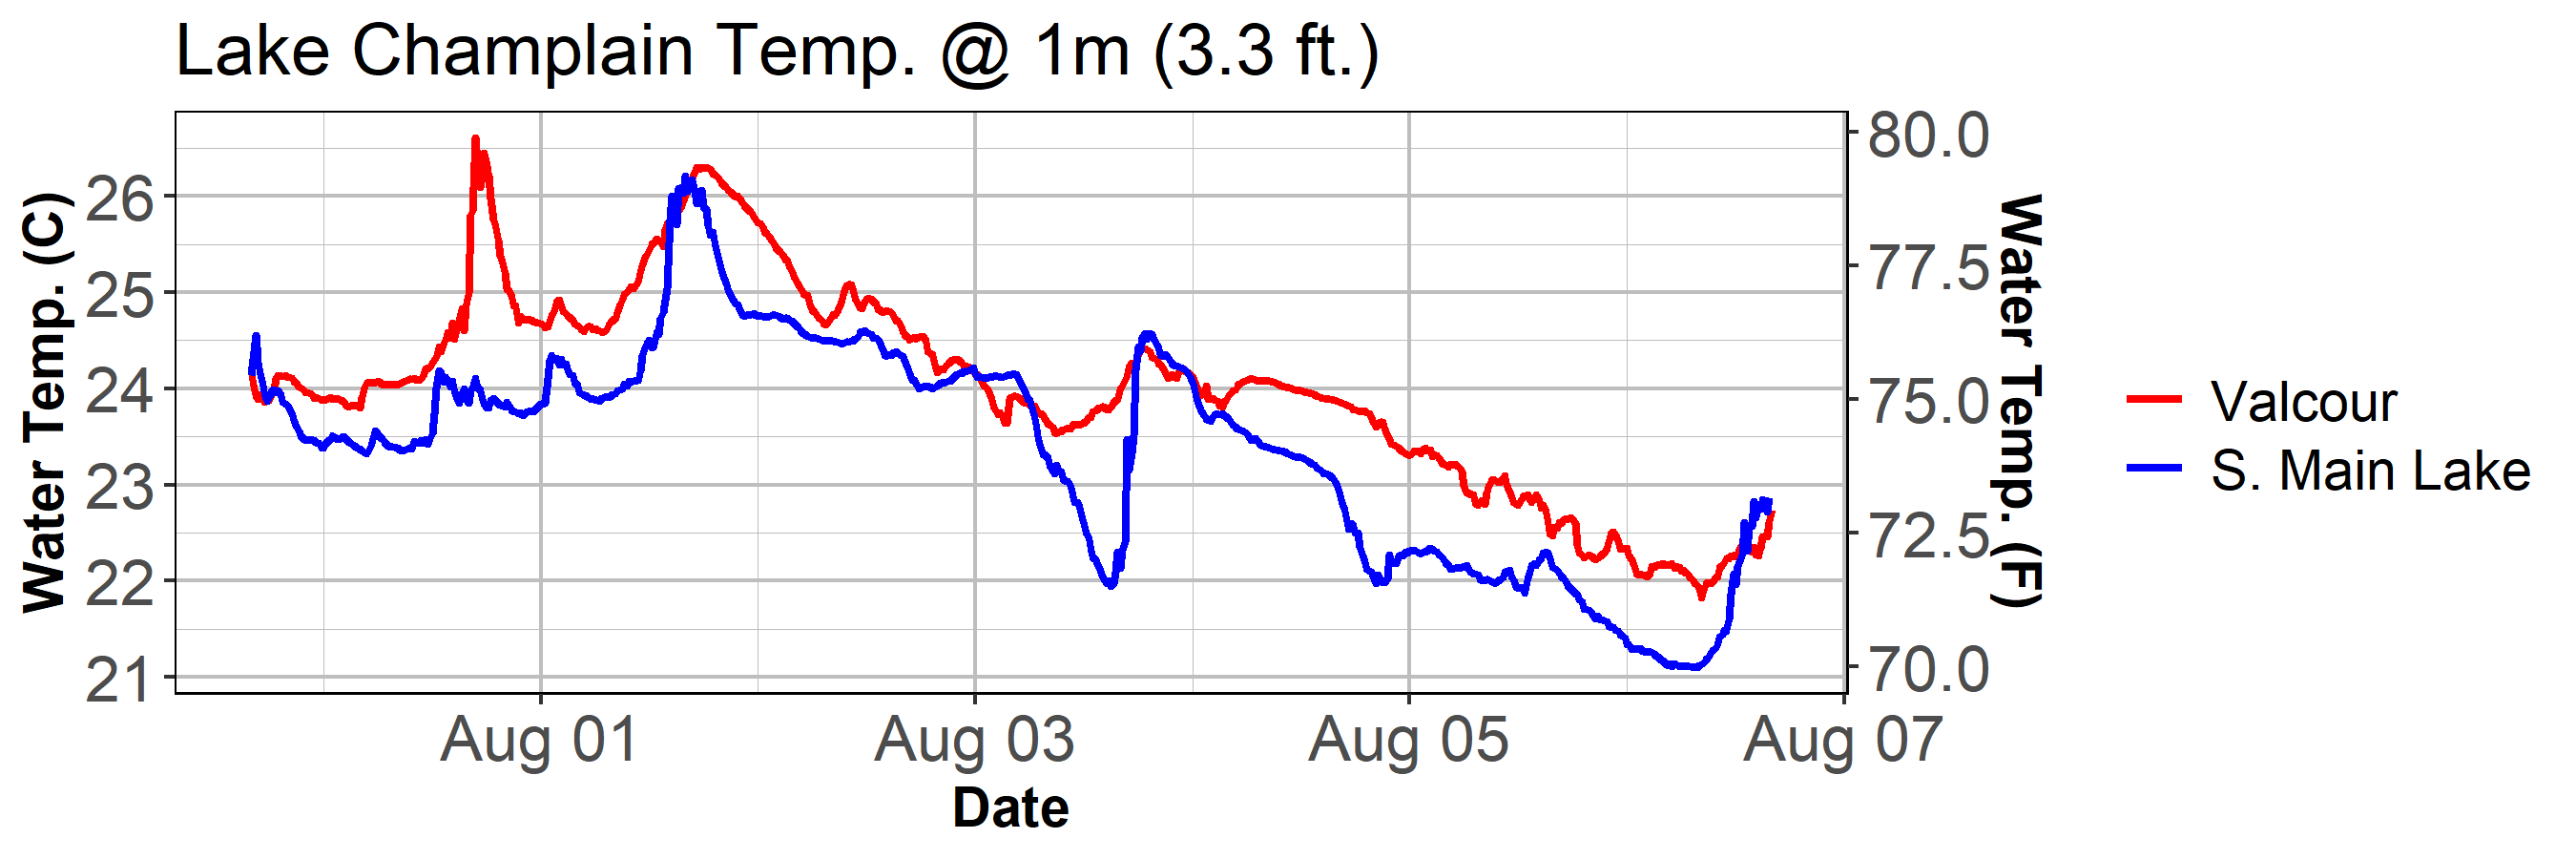 Lake Champlain Temp. @ 1m (3.3 ft.)
Water Temp. (C)
26
25
24
23
22
21
80.0
77.5
75.0
72.5
70.0
Water Temp. (F)
Aug 01
Aug 03
Aug 05
Aug 07
Date
Valcour
S. Main Lake